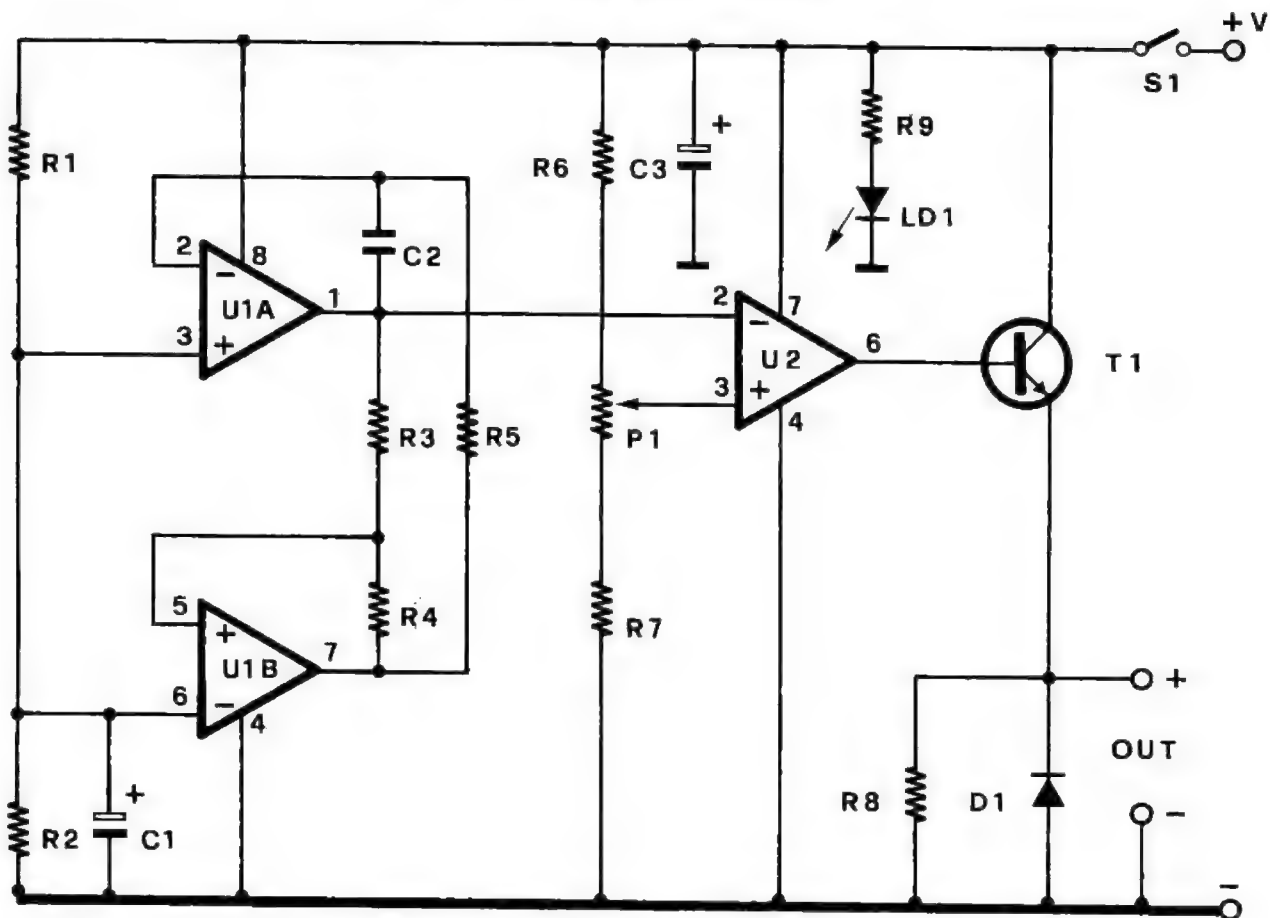 + V
S1
R1
R6
C3
+
R9
LD1
2
-
8
U1A
1
3
+
C2
2
-
7
U2
6
3
+
4
T1
R3
R5
P1
5
+
U1B
7
6
-
4
R4
R7
+
OUT
-
R2
+
C1
R8
D1
-